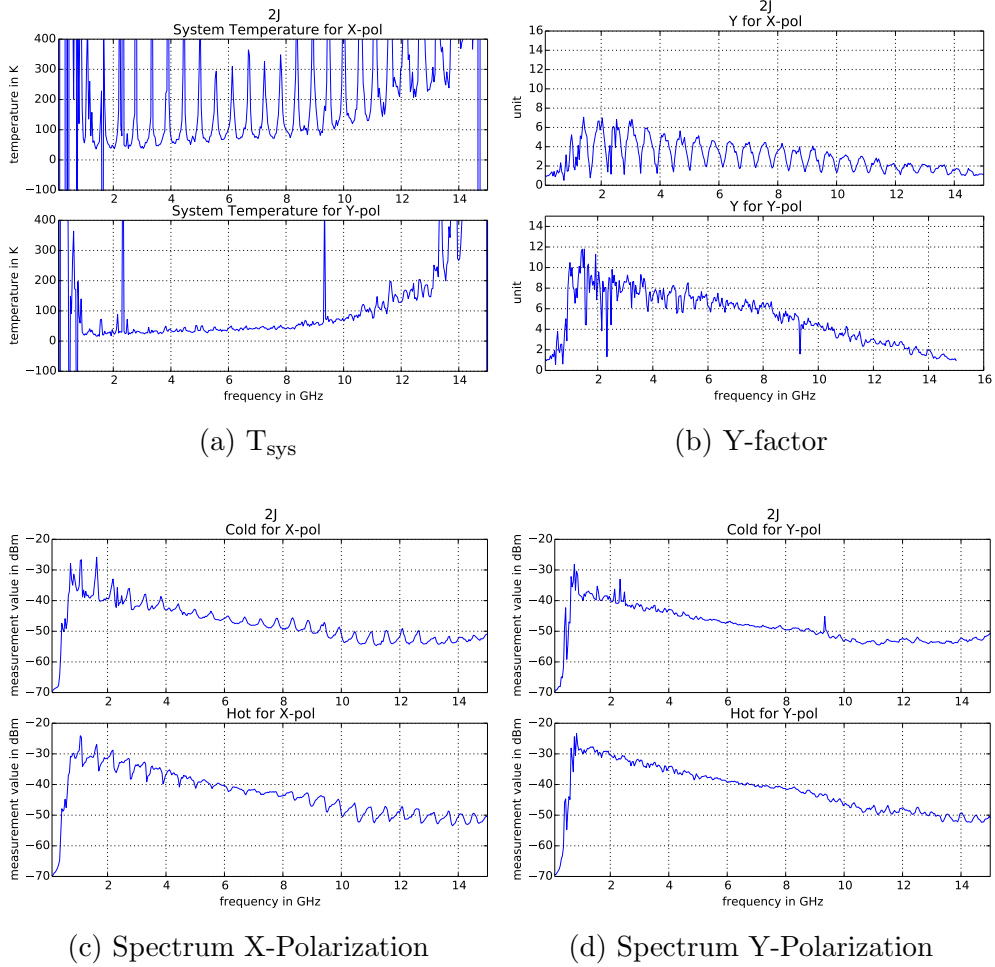 2J
System Temperature for X-pol
400
300
200
100
0
−100
temperature in K
2 4 6 8 10 12 14
System Temperature for Y-pol
400
300
200
100
0
−100
temperature in K
2 4 6 8 10 12 14
frequency in GHz
(a) Tsys
2J
Y for X-pol
16
14
12
10
8
6
4
2
0
unit
2 4 6 8 10 12 14
Y for Y-pol
14
12
10
8
6
4
2
0
unit
2 4 6 8 10 12 14 16
frequency in GHz
(b) Y-factor
2J
Cold for X-pol
−20
−30
−40
−50
−60
−70
measurement value in dBm
2 4 6 8 10 12 14
Hot for X-pol
−20
−30
−40
−50
−60
−70
measurement value in dBm
2 4 6 8 10 12 14
frequency in GHz
(c) Spectrum X-Polarization
2J
Cold for Y-pol
−20
−30
−40
−50
−60
−70
measurement value in dBm
2 4 6 8 10 12 14
Hot for Y-pol
−20
−30
−40
−50
−60
−70
measurement value in dBm
2 4 6 8 10 12 14
frequency in GHz
(d) Spectrum Y-Polarization